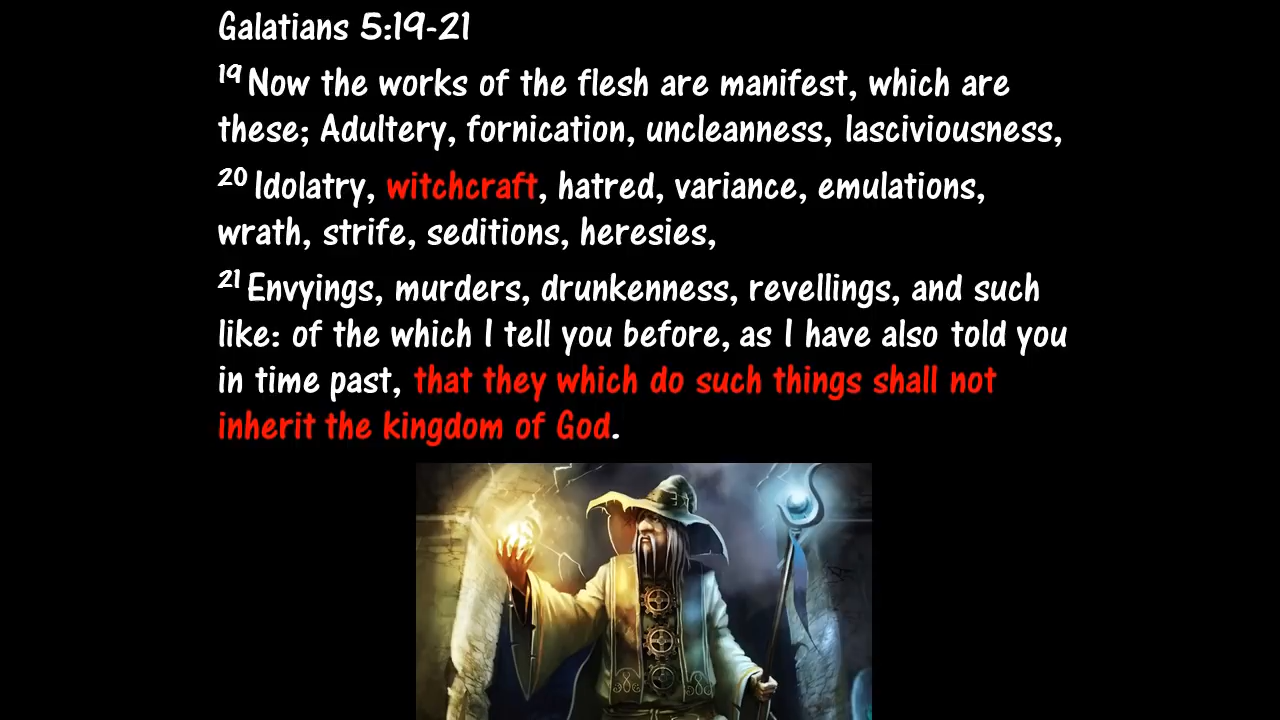 Galatians 5:19-21
19 Now the works of the flesh are manifest, which are
these; Adultery, fornication, uncleanness, lasciviousness,
20 Idolatry, witchcraft, hatred, variance, emulations,
wrath, strife, seditions, heresies,
21 Envyings, murders, drunkenness, revellings, and such
like: of the which I tell you before, as I have also told you
in time past, that they which do such things shall not
inherit the kingdom of God.